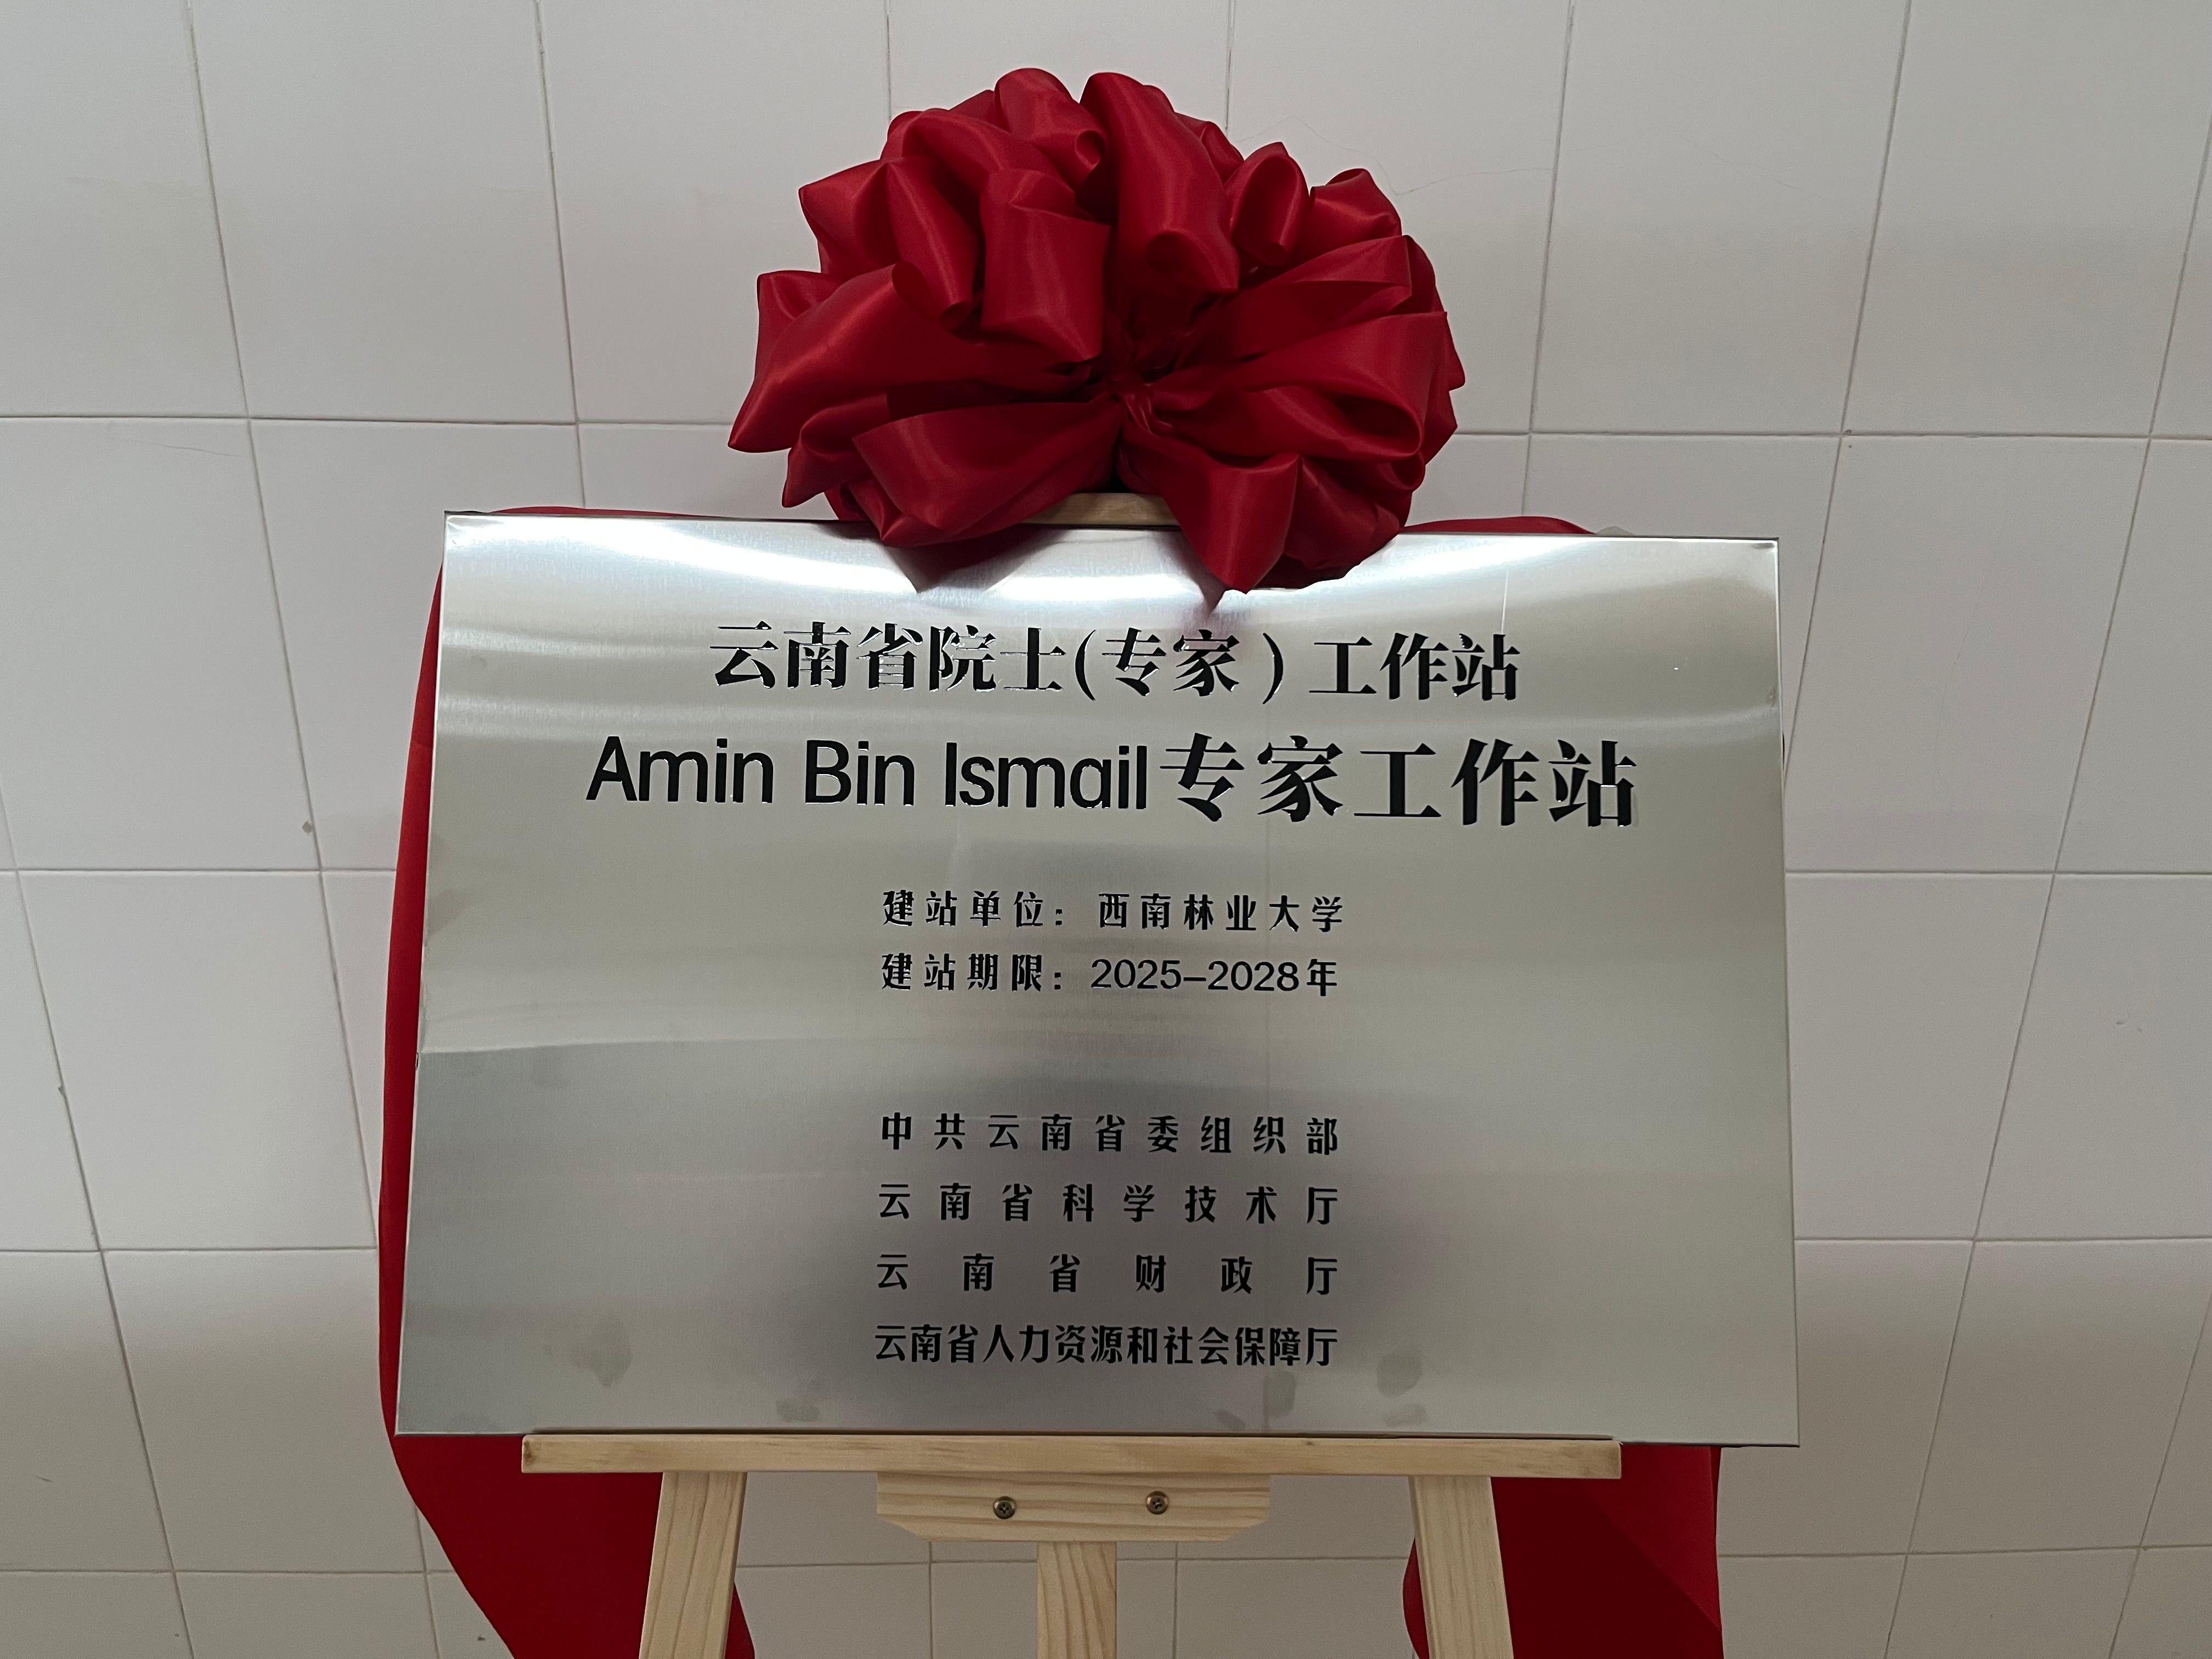 云南省院士(专家)工作站
Amin Bin Ismail专家工作站
建站单位：西南林业大学
建站期限：2025–2028年
中共云南省委组织部
云南省科学技术厅
云南省财政厅
云南省人力资源和社会保障厅